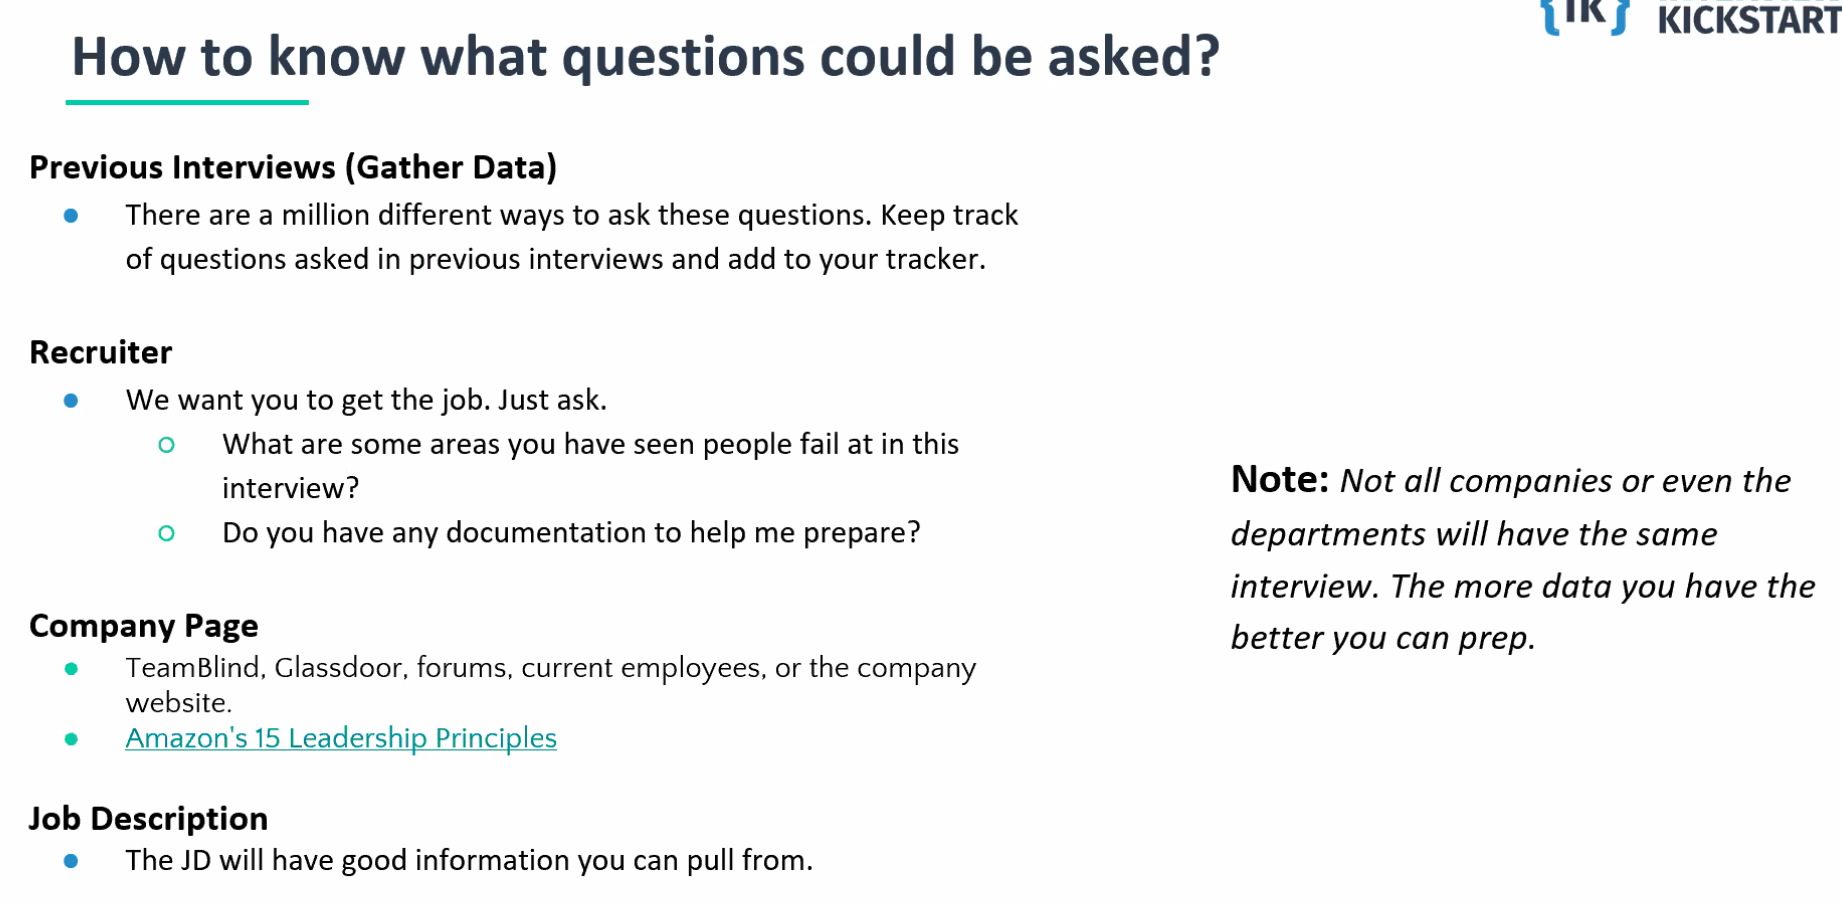 How to know what questions could be asked?
{IK}
KICKSTART
Previous Interviews (Gather Data)
There are a million different ways to ask these questions. Keep track
of questions asked in previous interviews and add to your tracker.
Recruiter
We want you to get the job. Just ask.
What are some areas you have seen people fail at in this
interview?
Do you have any documentation to help me prepare?
Company Page
TeamBlind, Glassdoor, forums, current employees, or the company
website.
Amazon's 15 Leadership Principles
Job Description
The JD will have good information you can pull from.
Note: Not all companies or even the
departments will have the same
interview. The more data you have the
better you can prep.